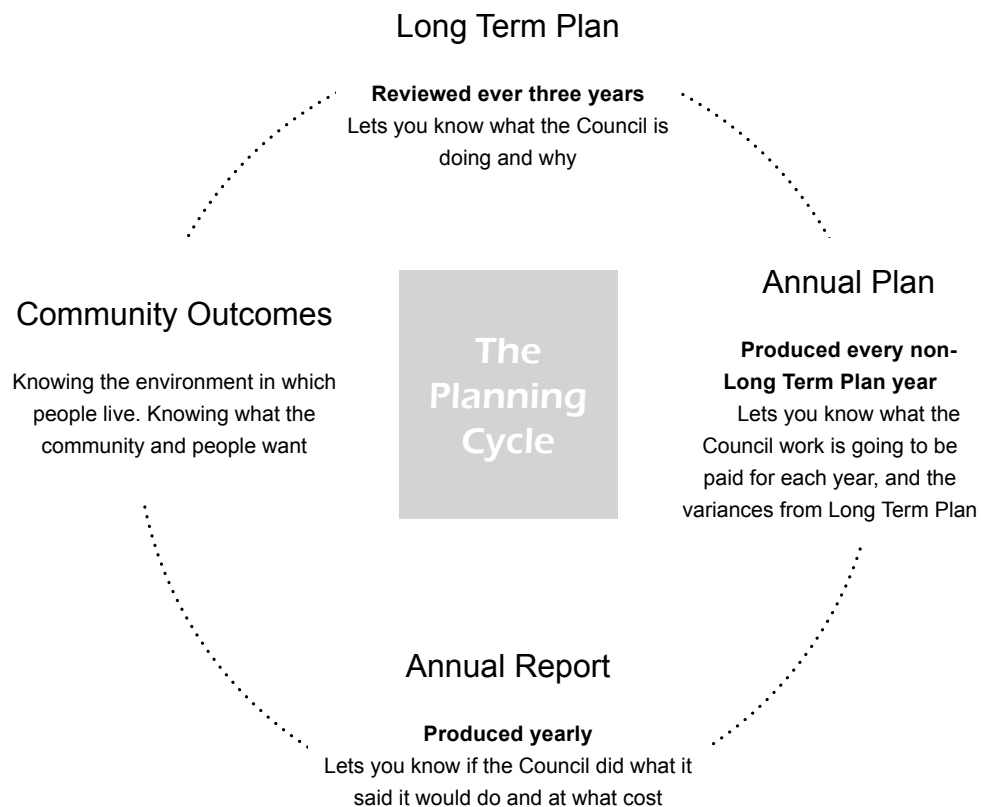 Long Term Plan
Reviewed ever three years
Lets you know what the Council is
doing and why
Annual Plan
Produced every non-
Long Term Plan year
Lets you know what the
Council work is going to be
paid for each year, and the
variances from Long Term Plan
Community Outcomes
Knowing the environment in which
people live. Knowing what the
community and people want
The
Planning
Cycle
Annual Report
Produced yearly
Lets you know if the Council did what it
said it would do and at what cost